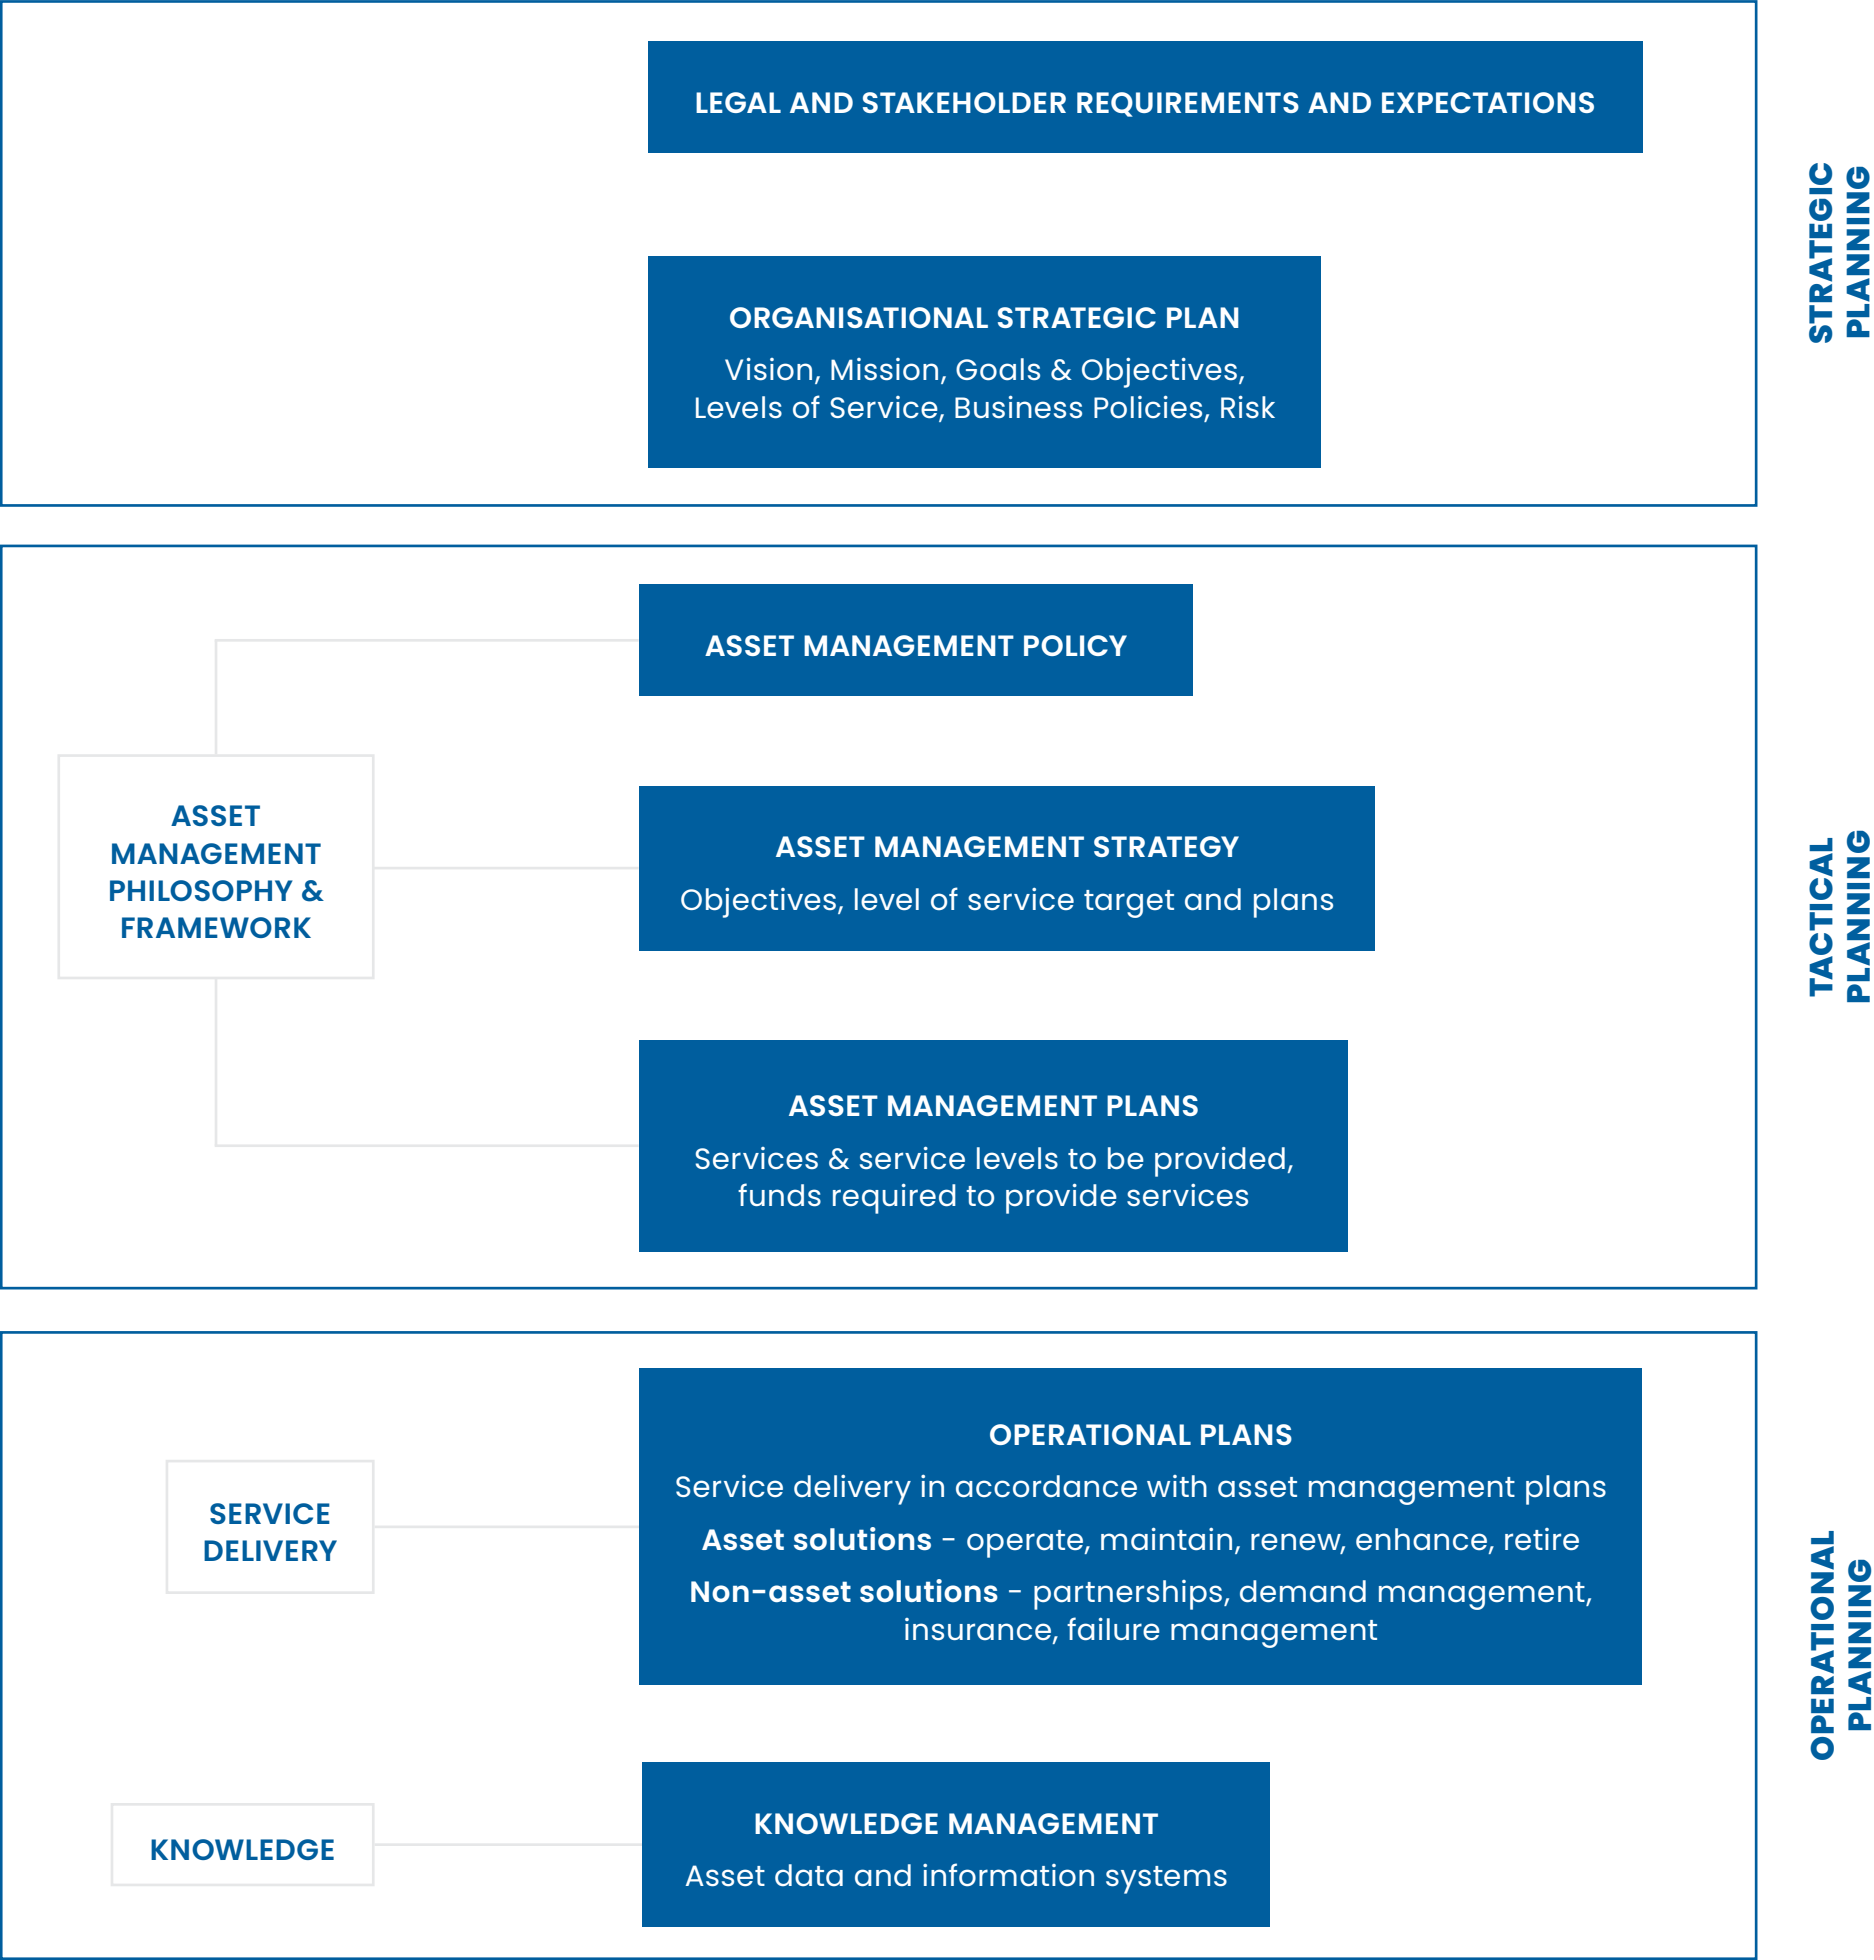 LEGAL AND STAKEHOLDER REQUIREMENTS AND EXPECTATIONS
ORGANISATIONAL STRATEGIC PLAN
Vision, Mission, Goals & Objectives,
Levels of Service, Business Policies, Risk
STRATEGIC
PLANNING
ASSET MANAGEMENT POLICY
ASSET
MANAGEMENT
PHILOSOPHY &
FRAMEWORK
ASSET MANAGEMENT STRATEGY
Objectives, level of service target and plans
ASSET MANAGEMENT PLANS
Services & service levels to be provided,
funds required to provide services
TACTICAL
PLANNING
SERVICE
DELIVERY
OPERATIONAL PLANS
Service delivery in accordance with asset management plans
Asset solutions - operate, maintain, renew, enhance, retire
Non-asset solutions - partnerships, demand management,
insurance, failure management
KNOWLEDGE
KNOWLEDGE MANAGEMENT
Asset data and information systems
OPERATIONAL
PLANNING